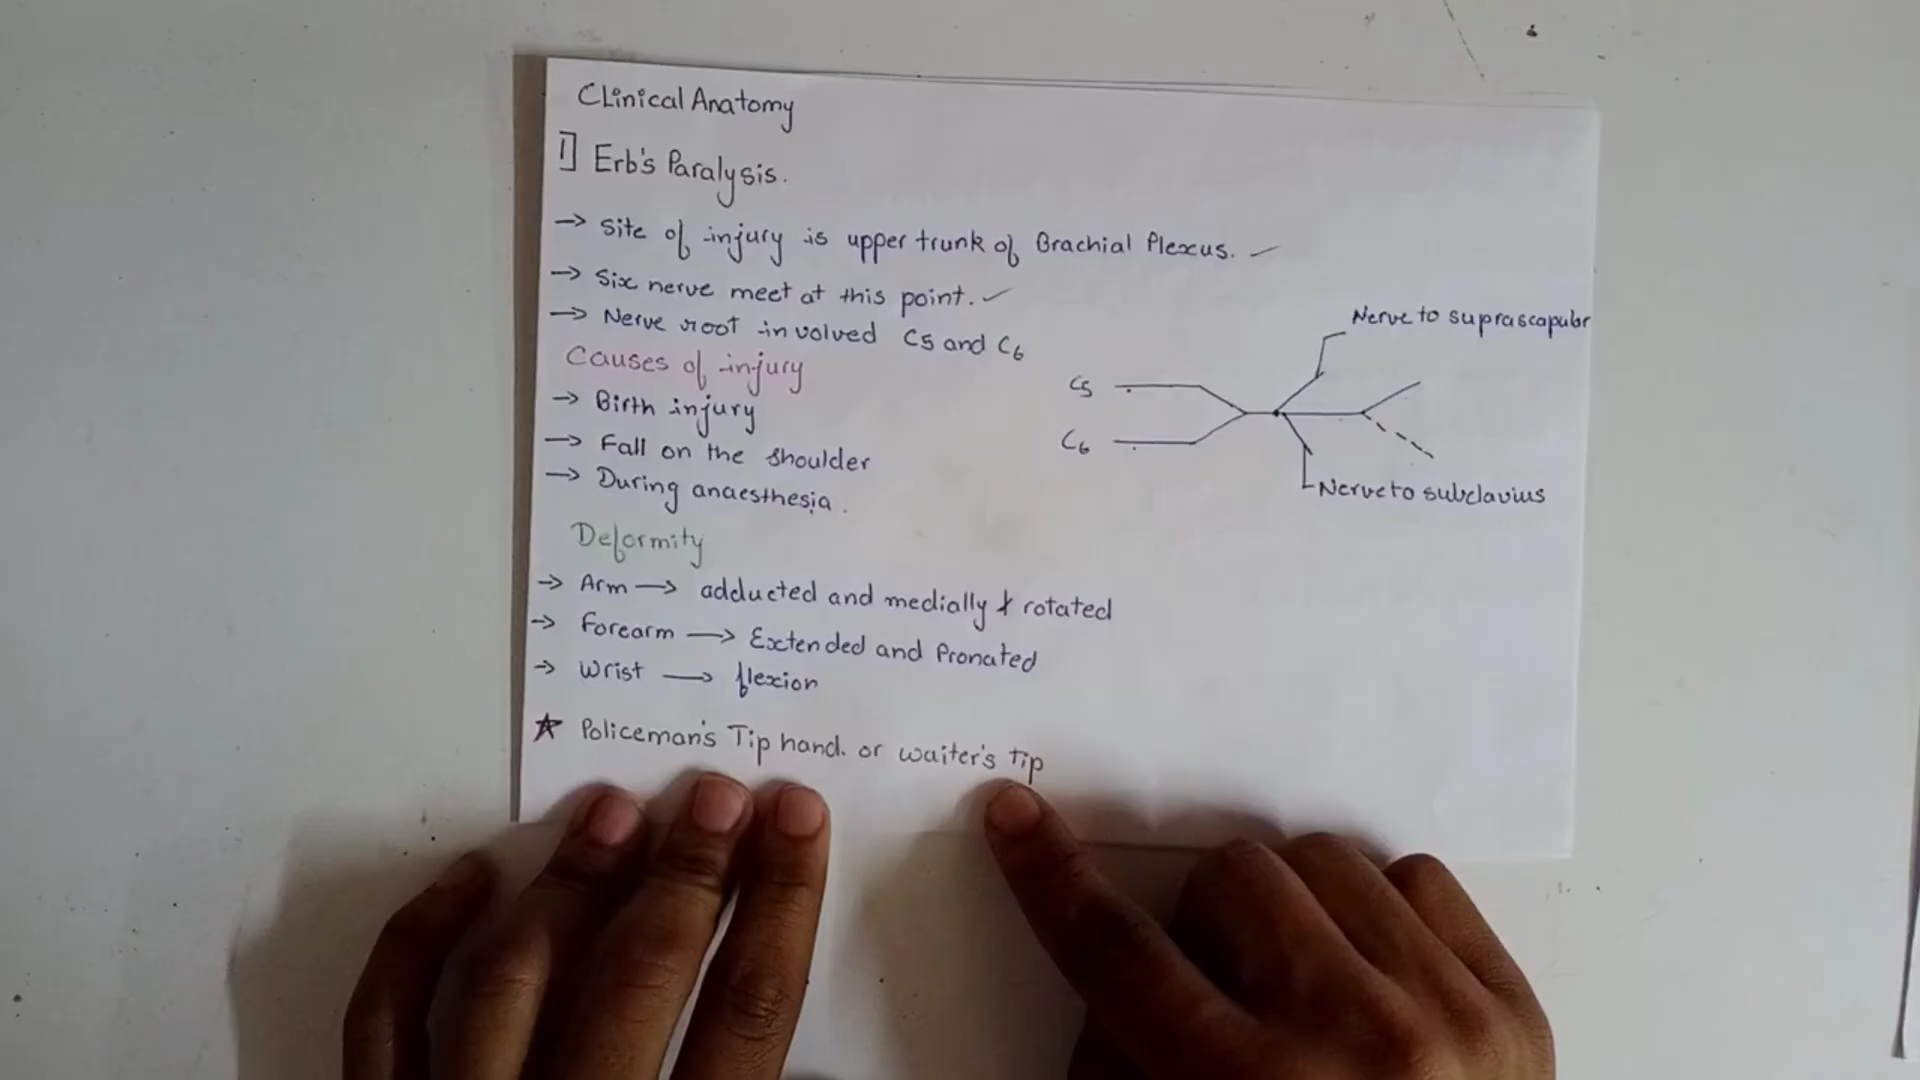 Clinical Anatomy
1] Erb's Paralysis.
→ Site of injury is upper trunk of Brachial Plexus.
→ Six nerve meet at this point.
→ Nerve root involved C5 and C6
Causes of injury
→ Birth injury
→ Fall on the shoulder
→ During anaesthesia.
Deformity
→ Arm → adducted and medially rotated
→ Forearm → Extended and Pronated
→ Wrist → flexion
★ Policeman's Tip hand. or waiter's Tip
Nerve to suprascapular
C5
C6
Nerve to subclavius